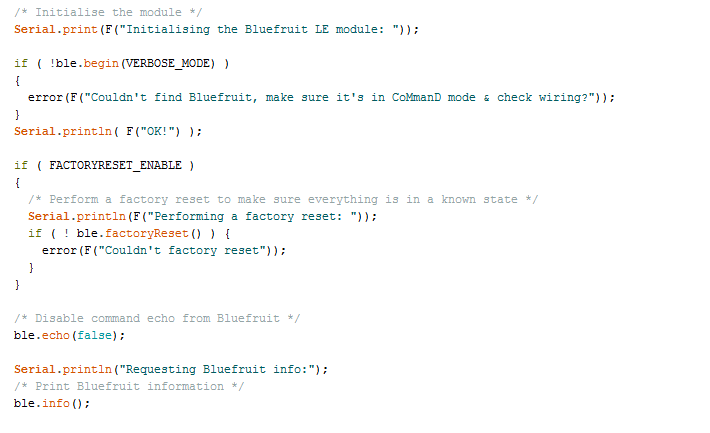 /* Initialise the module */
Serial.print(F("Initialising the Bluefruit LE module: "));

if ( !ble.begin(VERBOSE_MODE) )
{
  error(F("Couldn't find Bluefruit, make sure it's in CoMmanD mode & check wiring?"));
}
Serial.println( F("OK!") );

if ( FACTORYRESET_ENABLE )
{
  /* Perform a factory reset to make sure everything is in a known state */
  Serial.println(F("Performing a factory reset: "));
  if ( ! ble.factoryReset() ) {
    error(F("Couldn't factory reset"));
  }
}

/* Disable command echo from Bluefruit */
ble.echo(false);

Serial.println("Requesting Bluefruit info:");
/* Print Bluefruit information */
ble.info();